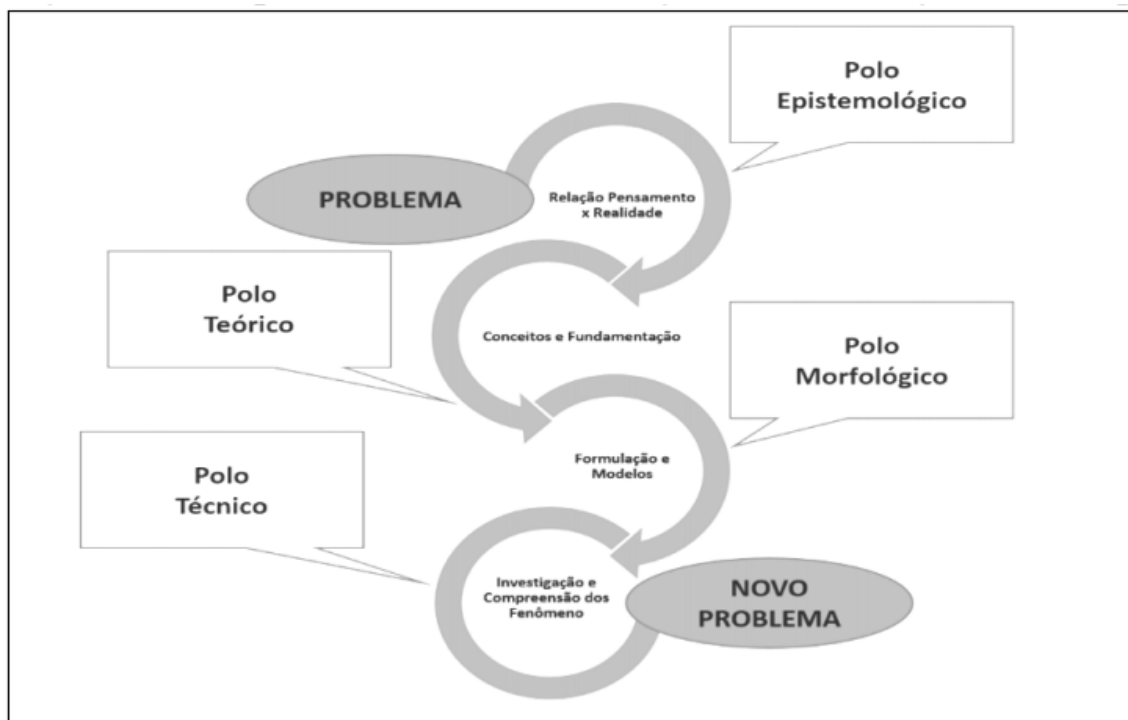 Polo
Epistemológico
PROBLEMA
Relação Pensamento
x Realidade
Polo
Teórico
Conceitos e Fundamentação
Polo
Morfológico
Formulação e
Modelos
Polo
Técnico
Investigação e
Compreensão dos
Fenômeno
NOVO
PROBLEMA